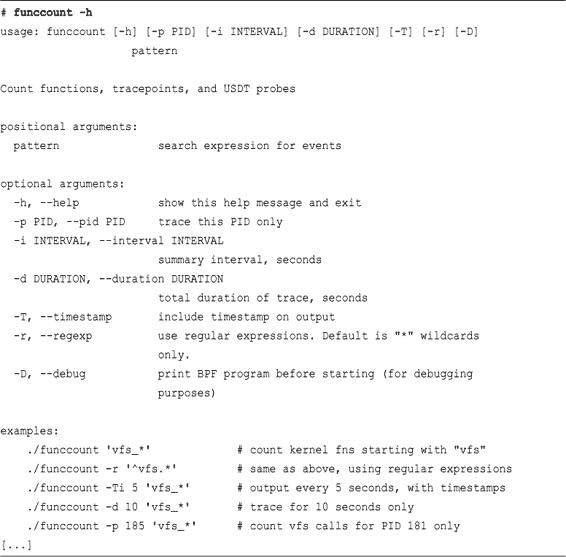 # funccount -h
usage: funccount [-h] [-p PID] [-i INTERVAL] [-d DURATION] [-T] [-r] [-D]
                 pattern

Count functions, tracepoints, and USDT probes

positional arguments:
  pattern               search expression for events

optional arguments:
  -h, --help            show this help message and exit
  -p PID, --pid PID     trace this PID only
  -i INTERVAL, --interval INTERVAL
                        summary interval, seconds
  -d DURATION, --duration DURATION
                        total duration of trace, seconds
  -T, --timestamp       include timestamp on output
  -r, --regexp          use regular expressions. Default is "*" wildcards
                        only.
  -D, --debug           print BPF program before starting (for debugging
                        purposes)

examples:
    ./funccount 'vfs_*'             # count kernel fns starting with "vfs"
    ./funccount -r '^vfs.*'         # same as above, using regular expressions
    ./funccount -Ti 5 'vfs_*'       # output every 5 seconds, with timestamps
    ./funccount -d 10 'vfs_*'       # trace for 10 seconds only
    ./funccount -p 185 'vfs_*'      # count vfs calls for PID 181 only
[...]